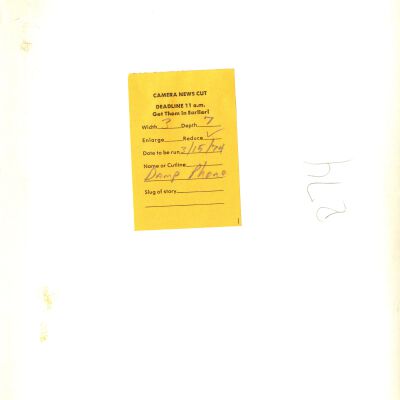 CAMERA NEWS CUT
DEADLINE 11 a.m.
Get Them in Earlier!
Width 3 Depth 7
Enlarge Reduce ✓
Date to be run 2/15/74
Name or Cutline
Damp Phone
Slug of story
274